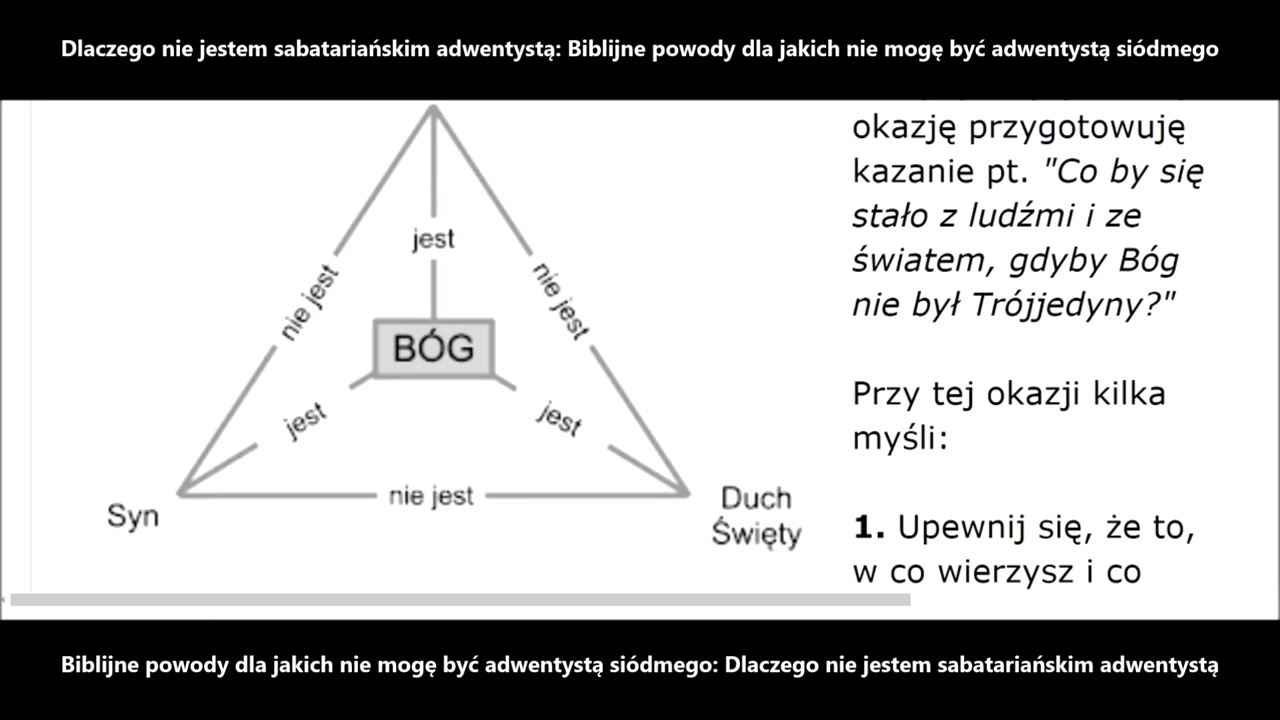 Dlaczego nie jestem sabatariańskim adwentystą: Biblijne powody dla jakich nie mogę być adwentystą siódmego
jest
nie jest
nie jest
BÓG
jest
jest
nie jest
Syn
Duch
Święty
okazję przygotowuję
kazanie pt. "Co by się
stało z ludźmi i ze
światem, gdyby Bóg
nie był Trójjedyny?"
Przy tej okazji kilka
myśli:
1. Upewnij się, że to,
w co wierzysz i co
Biblijne powody dla jakich nie mogę być adwentystą siódmego: Dlaczego nie jestem sabatariańskim adwentystą